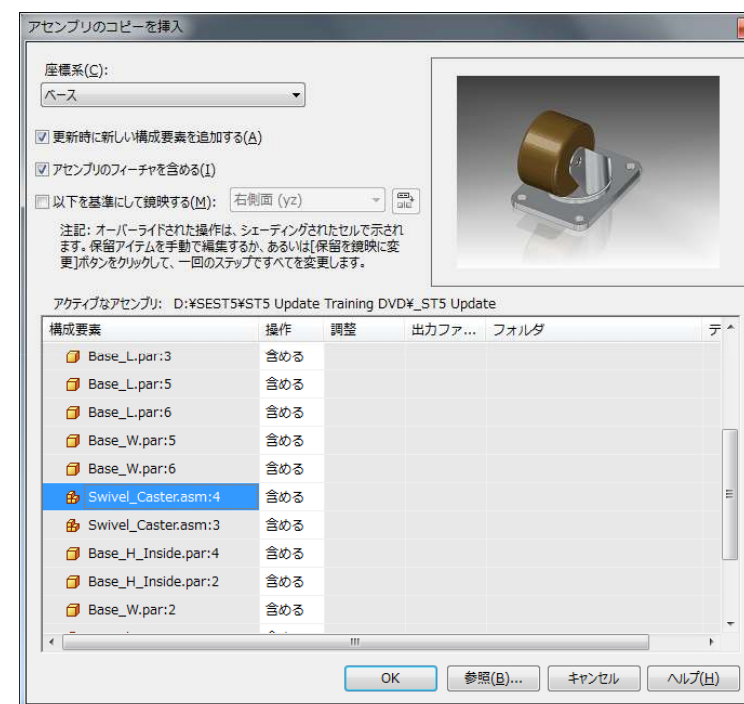 アセンブリのコピーを挿入
座標系(C):
ベース
更新時に新しい構成要素を追加する(A)
アセンブリのフィーチャを含める(I)
以下を基準にして鏡映する(M): 右側面 (yz)
注記: オーバーライドされた操作は、シェーディングされたセルで示され
ます。保留アイテムを手動で編集するか、あるいは[保留を鏡映に変
更]ボタンをクリックして、一回のステップですべてを変更します。
アクティブなアセンブリ: D:¥SEST5¥ST5 Update Training DVD¥_ST5 Update
構成要素 操作 調整 出力ファ... フォルダ デ
Base_L.par:3 含める
Base_L.par:5 含める
Base_L.par:6 含める
Base_W.par:5 含める
Base_W.par:6 含める
Swivel_Caster.asm:4 含める
Swivel_Caster.asm:3 含める
Base_H_Inside.par:4 含める
Base_H_Inside.par:2 含める
Base_W.par:2 含める
OK 参照(B)... キャンセル ヘルプ(H)